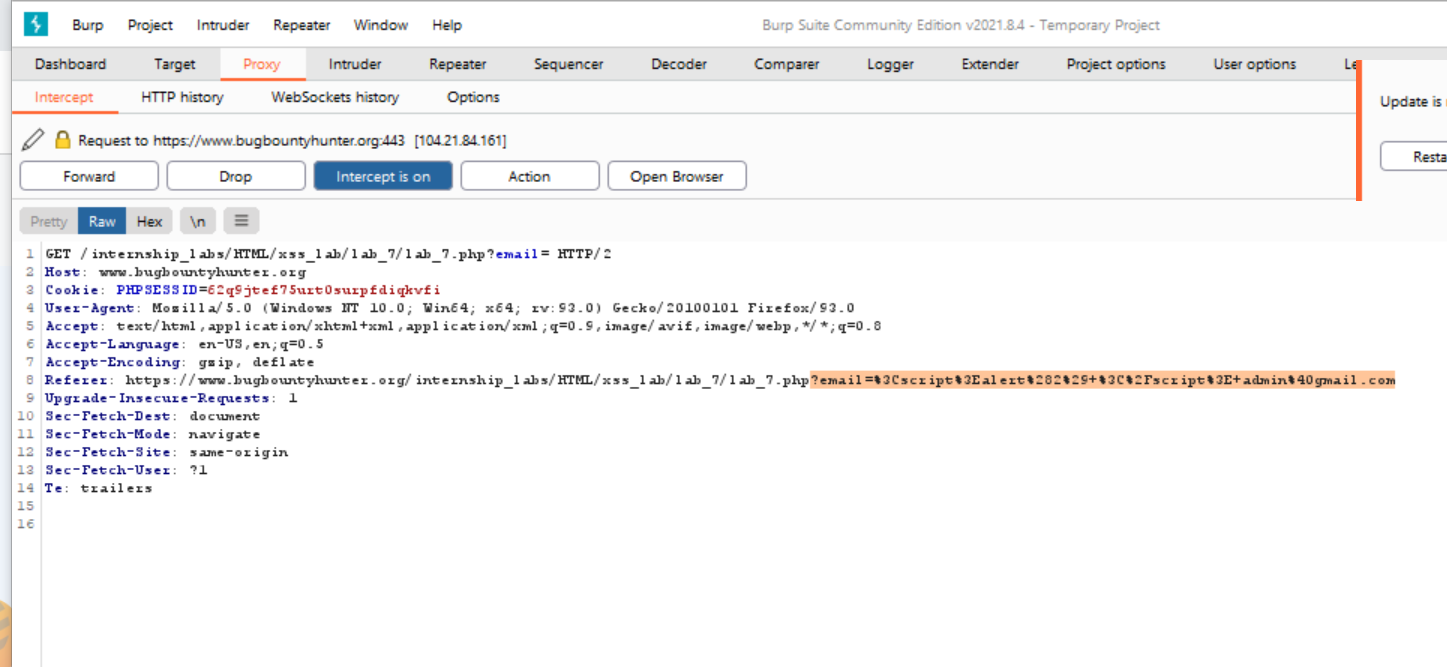 Burp Project Intruder Repeater Window Help Burp Suite Community Edition v2021.8.4 - Temporary Project
Dashboard Target Proxy Intruder Repeater Sequencer Decoder Comparer Logger Extender Project options User options Le
Intercept HTTP history WebSockets history Options
Update is
Request to https://www.bugbountyhunter.org:443 [104.21.84.161]
Resta
Forward Drop Intercept is on Action Open Browser
Pretty Raw Hex \n
1 GET /internship_labs/HTML/xss_lab/lab_7/lab_7.php?email= HTTP/2
2 Host: www.bugbountyhunter.org
3 Cookie: PHPSESSID=62q9jtef75urt0surpfdiqkvfi
4 User-Agent: Mozilla/5.0 (Windows NT 10.0; Win64; x64; rv:93.0) Gecko/20100101 Firefox/93.0
5 Accept: text/html,application/xhtml+xml,application/xml;q=0.9,image/avif,image/webp,*/*;q=0.8
6 Accept-Language: en-US,en;q=0.5
7 Accept-Encoding: gzip, deflate
8 Referer: https://www.bugbountyhunter.org/internship_labs/HTML/xss_lab/lab_7/lab_7.php?email=%3Cscript%3Ealert%282%29+%3C%2Fscript%3E+admin%40gmail.com
9 Upgrade-Insecure-Requests: 1
10 Sec-Fetch-Dest: document
11 Sec-Fetch-Mode: navigate
12 Sec-Fetch-Site: same-origin
13 Sec-Fetch-User: ?1
14 Te: trailers
15
16